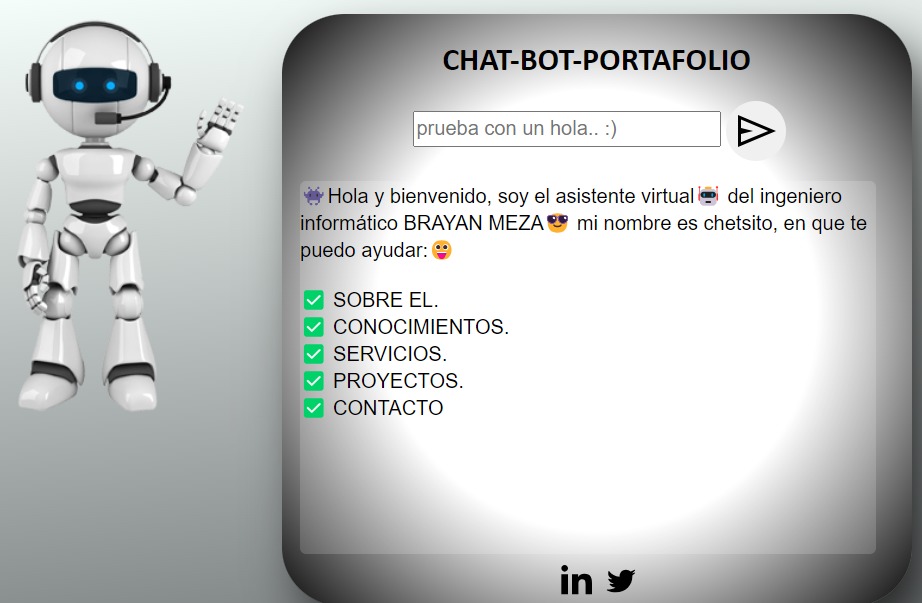 CHAT-BOT-PORTAFOLIO
prueba con un hola.. :)
👾Hola y bienvenido, soy el asistente virtual🤖 del ingeniero
informático BRAYAN MEZA😎 mi nombre es chetsito, en que te
puedo ayudar:😜
✅ SOBRE EL.
✅ CONOCIMIENTOS.
✅ SERVICIOS.
✅ PROYECTOS.
✅ CONTACTO
in